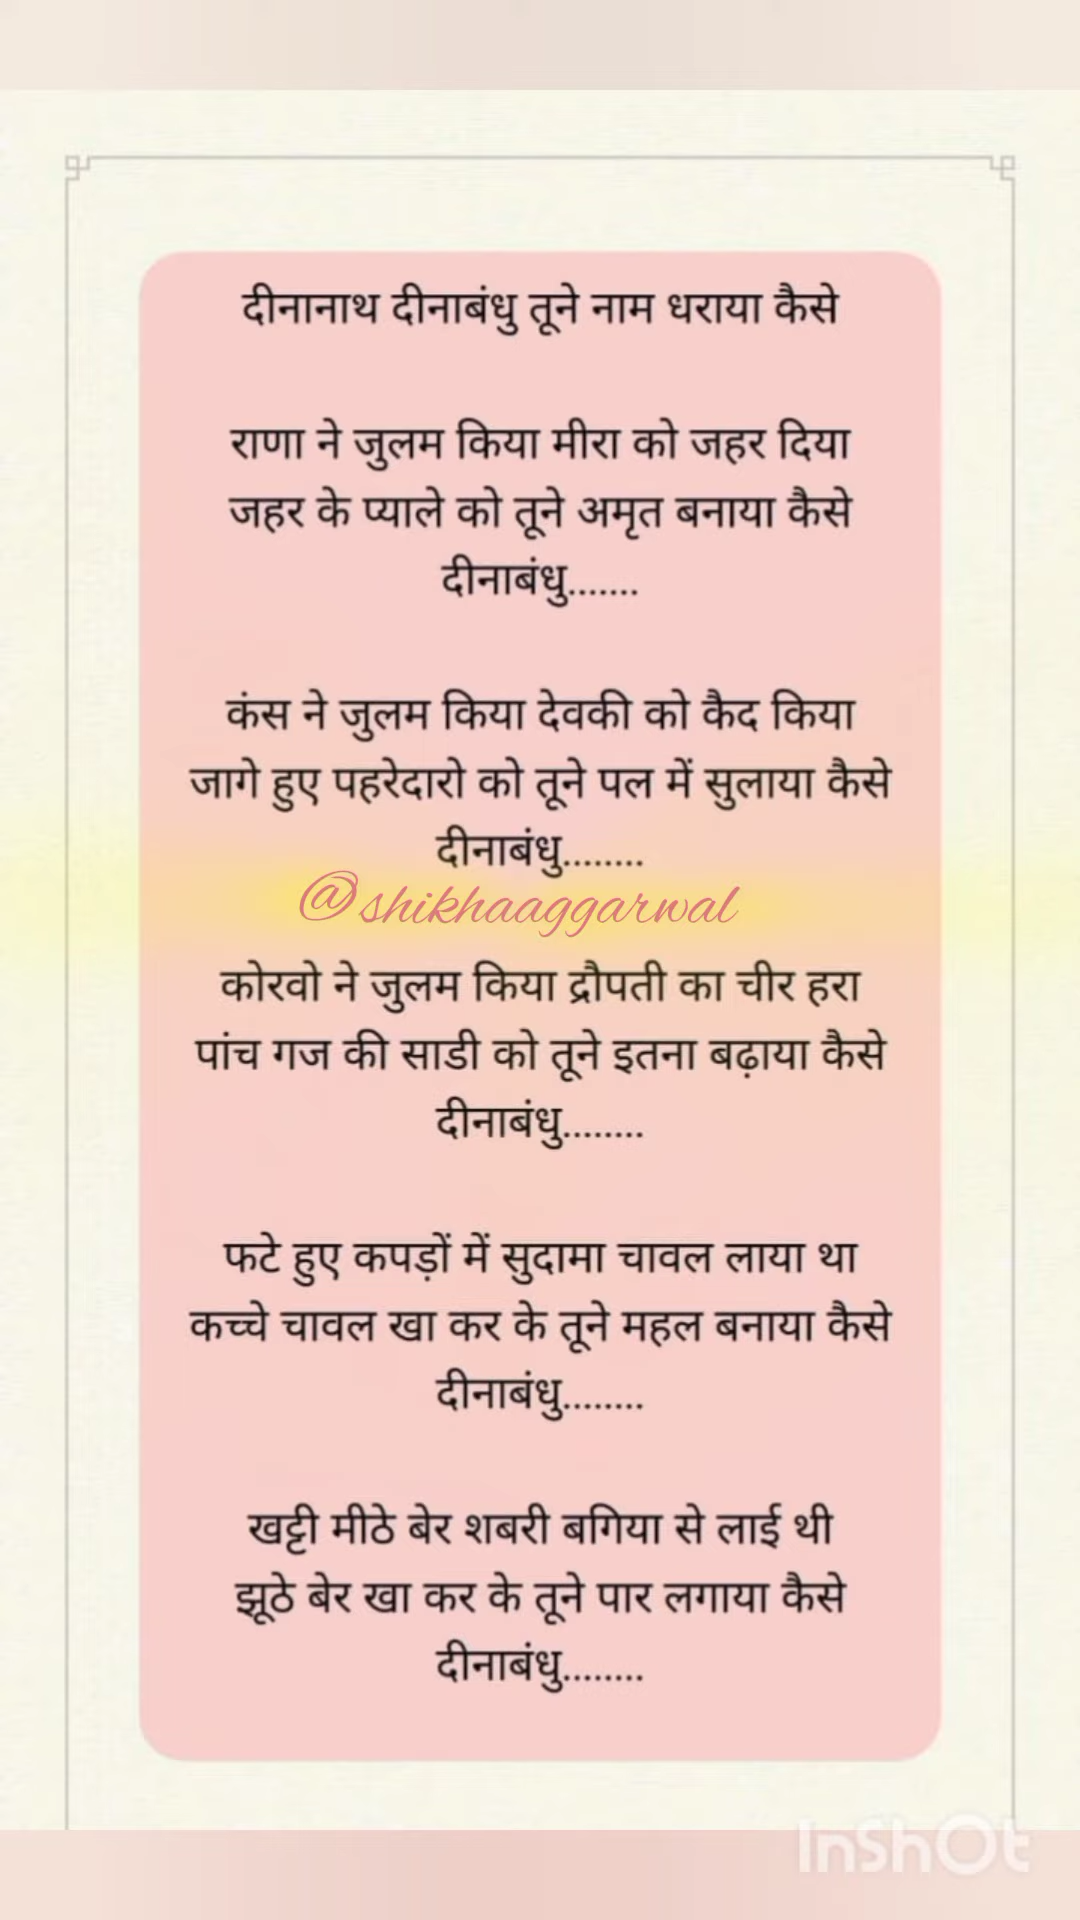 दीनानाथ दीनाबंधु तूने नाम धराया कैसे
राणा ने जुलम किया मीरा को जहर दिया
जहर के प्याले को तूने अमृत बनाया कैसे
दीनाबंधु.......
कंस ने जुलम किया देवकी को कैद किया
जागे हुए पहरेदारो को तूने पल में सुलाया कैसे
दीनाबंधु........
@shikhaaggarwal
कोरवो ने जुलम किया द्रौपती का चीर हरा
पांच गज की साडी को तूने इतना बढ़ाया कैसे
दीनाबंधु........
फटे हुए कपड़ों में सुदामा चावल लाया था
कच्चे चावल खा कर के तूने महल बनाया कैसे
दीनाबंधु........
खट्टी मीठे बेर शबरी बगिया से लाई थी
झूठे बेर खा कर के तूने पार लगाया कैसे
दीनाबंधु........
InShOt